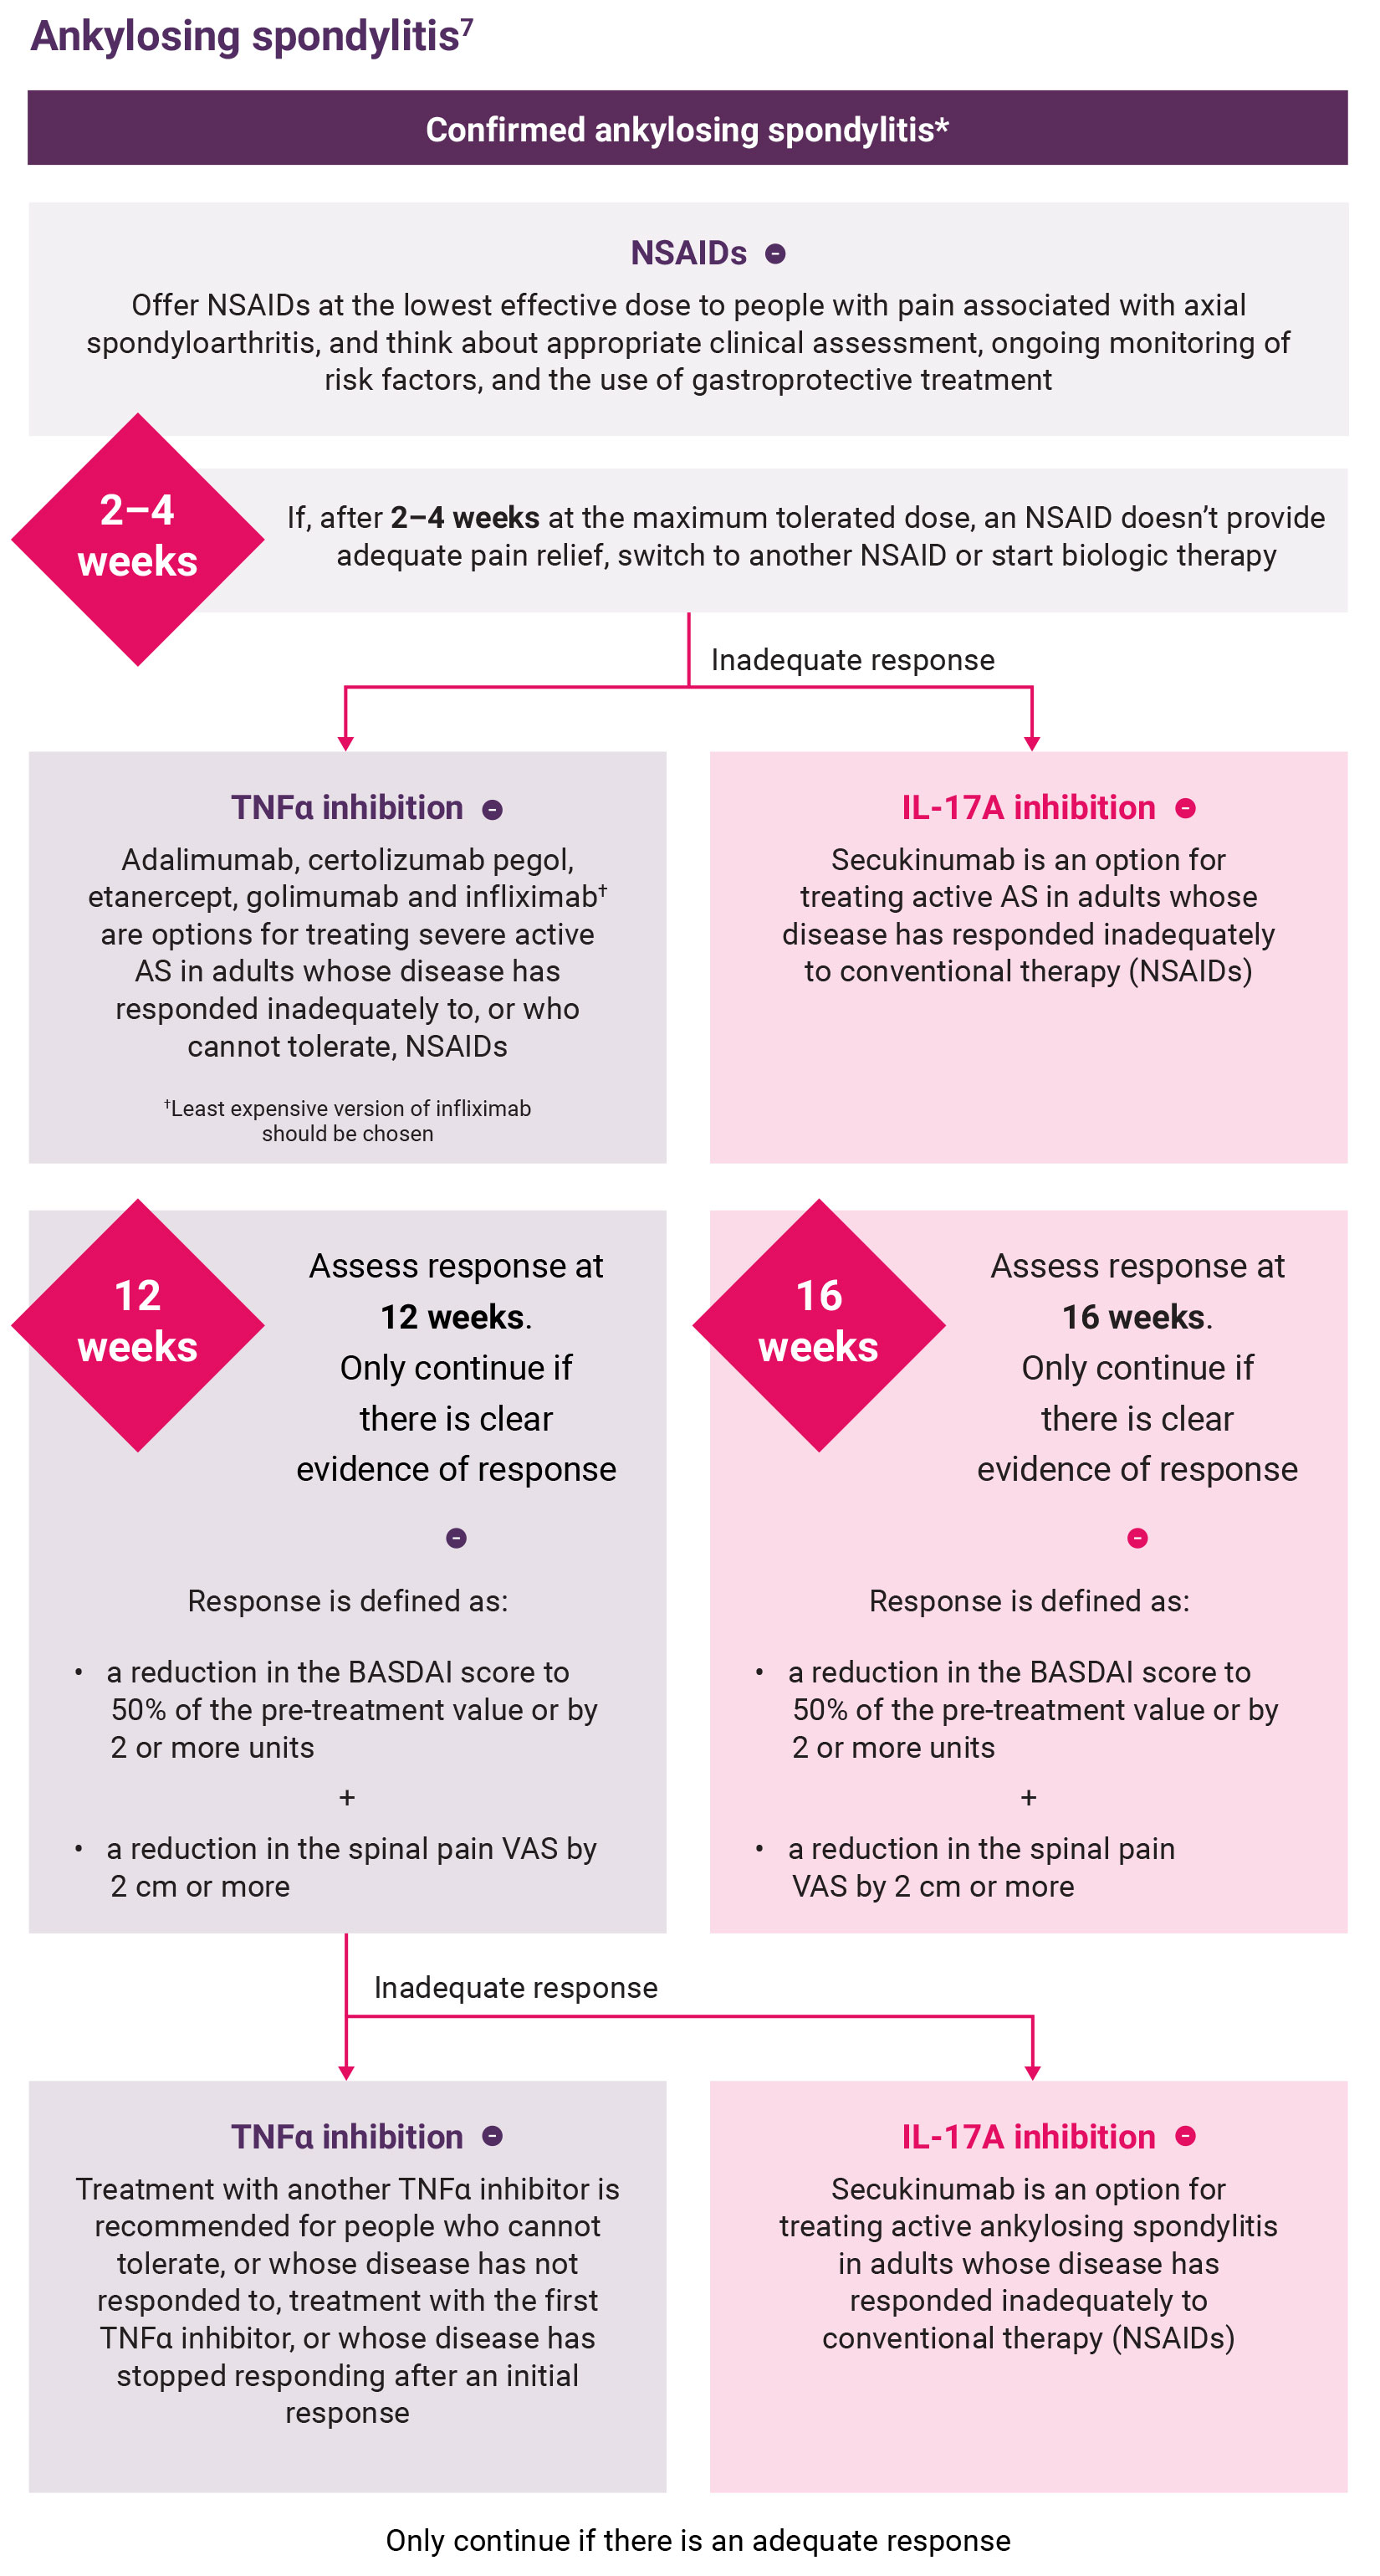 Ankylosing spondylitis⁷
Confirmed ankylosing spondylitis*
NSAIDs
Offer NSAIDs at the lowest effective dose to people with pain associated with axial
spondyloarthritis, and think about appropriate clinical assessment, ongoing monitoring of
risk factors, and the use of gastroprotective treatment
2–4
weeks
If, after 2–4 weeks at the maximum tolerated dose, an NSAID doesn’t provide
adequate pain relief, switch to another NSAID or start biologic therapy
Inadequate response
TNFα inhibition
Adalimumab, certolizumab pegol,
etanercept, golimumab and infliximab†
are options for treating severe active
AS in adults whose disease has
responded inadequately to, or who
cannot tolerate, NSAIDs
†Least expensive version of infliximab
should be chosen
IL-17A inhibition
Secukinumab is an option for
treating active AS in adults whose
disease has responded inadequately
to conventional therapy (NSAIDs)
12
weeks
Assess response at
12 weeks.
Only continue if
there is clear
evidence of response
Response is defined as:
• a reduction in the BASDAI score to
50% of the pre-treatment value or by
2 or more units
+
• a reduction in the spinal pain VAS by
2 cm or more
16
weeks
Assess response at
16 weeks.
Only continue if
there is clear
evidence of response
Response is defined as:
• a reduction in the BASDAI score to
50% of the pre-treatment value or by
2 or more units
+
• a reduction in the spinal pain
VAS by 2 cm or more
Inadequate response
TNFα inhibition
Treatment with another TNFα inhibitor is
recommended for people who cannot
tolerate, or whose disease has not
responded to, treatment with the first
TNFα inhibitor, or whose disease has
stopped responding after an initial
response
IL-17A inhibition
Secukinumab is an option for
treating active ankylosing spondylitis
in adults whose disease has
responded inadequately to
conventional therapy (NSAIDs)
Only continue if there is an adequate response